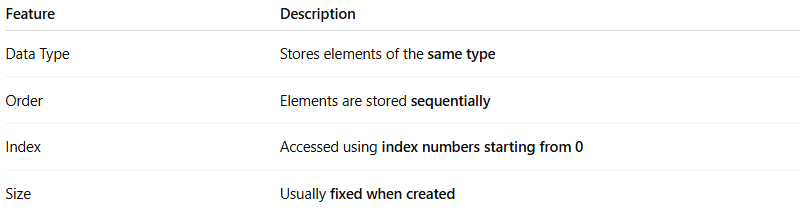 Feature Description
Data Type Stores elements of the same type
Order Elements are stored sequentially
Index Accessed using index numbers starting from 0
Size Usually fixed when created